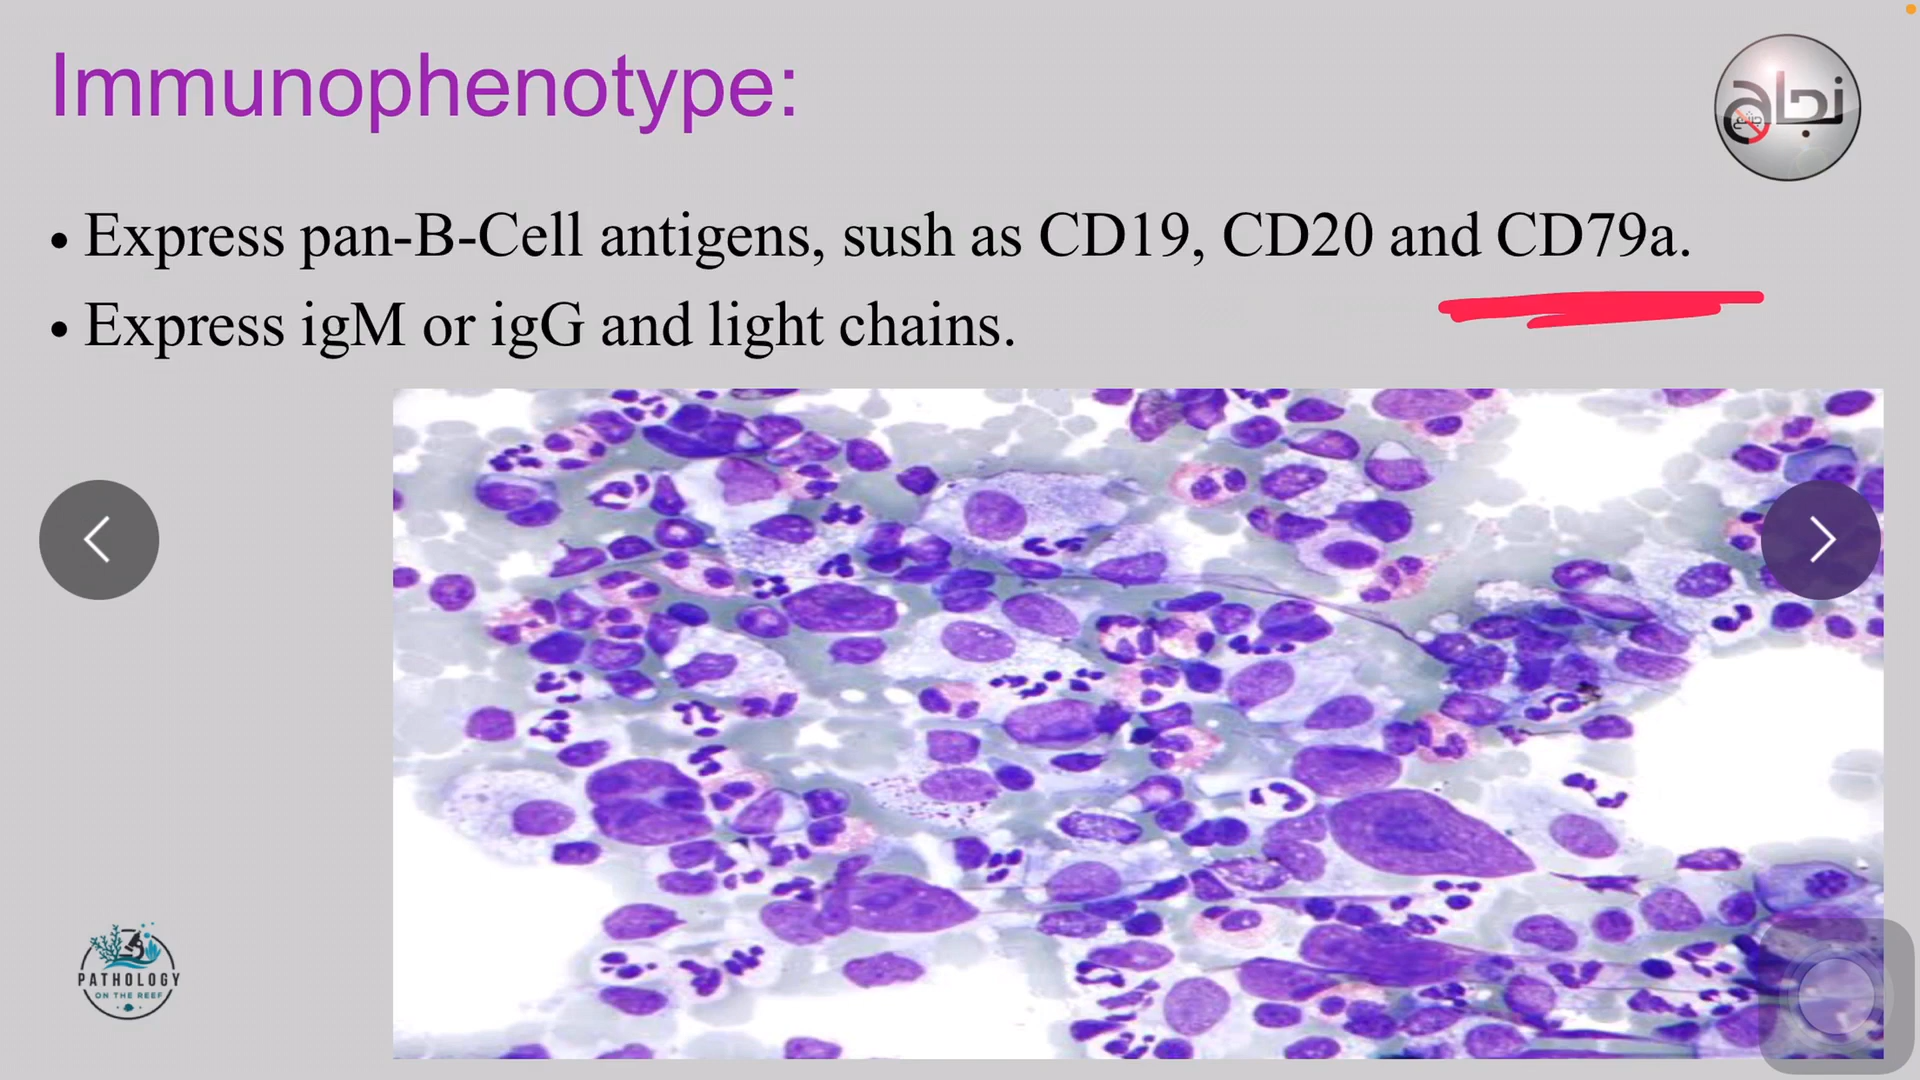 Immunophenotype:
• Express pan-B-Cell antigens, sush as CD19, CD20 and CD79a.
• Express igM or igG and light chains.
PATHOLOGY
ON THE REEF